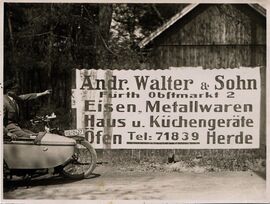 Andr. Walter & Sohn
Fürth Obstmarkt 2
Eisen, Metallwaren
Haus u. Küchengeräte
Öfen Tel: 71839 Herde